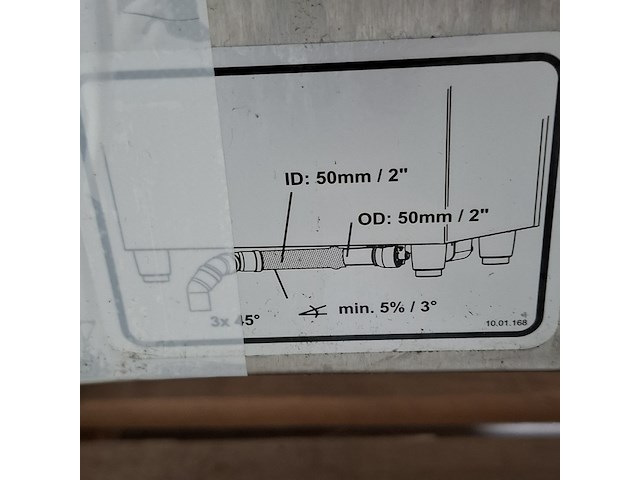 ID: 50mm / 2"
OD: 50mm / 2"
min. 5% / 3°
3x 45°
10.01.168